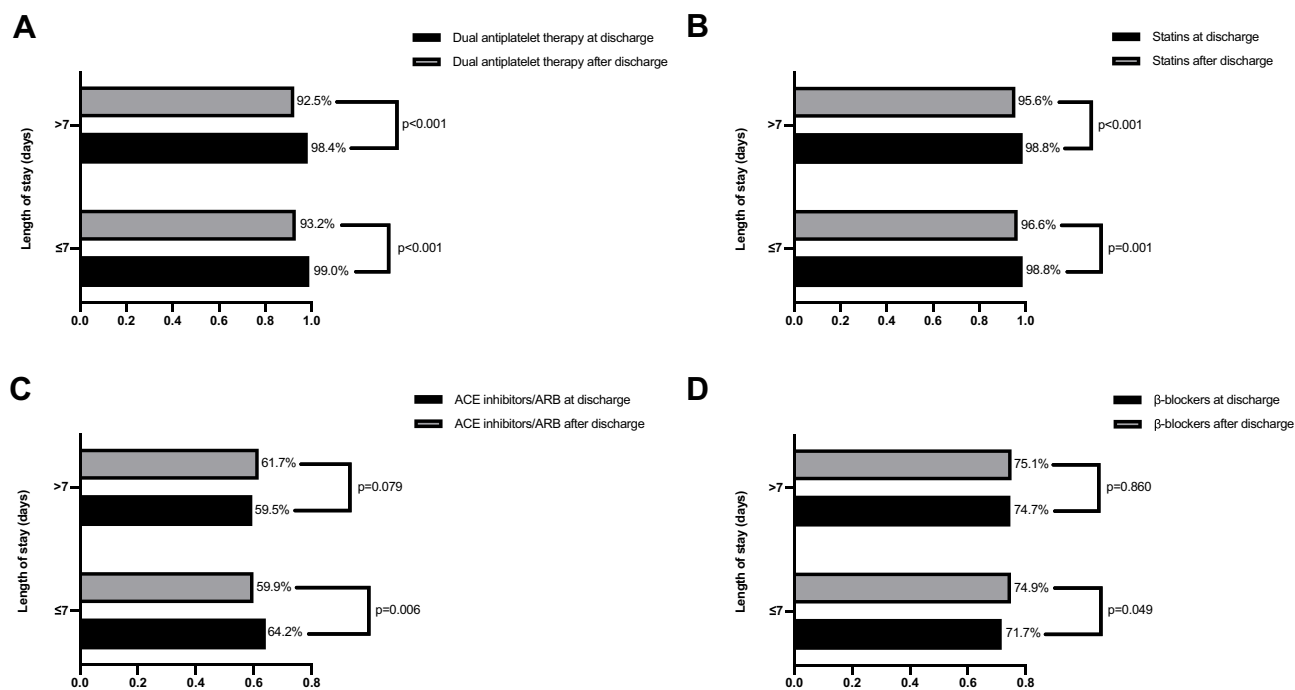 A
Dual antiplatelet therapy at discharge
Dual antiplatelet therapy after discharge
Length of stay (days)
>7
92.5%
p<0.001
98.4%
≤7
93.2%
p<0.001
99.0%
0.0 0.2 0.4 0.6 0.8 1.0
B
Statins at discharge
Statins after discharge
Length of stay (days)
>7
95.6%
p<0.001
98.8%
≤7
96.6%
p=0.001
98.8%
0.0 0.2 0.4 0.6 0.8 1.0
C
ACE inhibitors/ARB at discharge
ACE inhibitors/ARB after discharge
Length of stay (days)
>7
61.7%
p=0.079
59.5%
≤7
59.9%
p=0.006
64.2%
0.0 0.2 0.4 0.6 0.8
D
β-blockers at discharge
β-blockers after discharge
Length of stay (days)
>7
75.1%
p=0.860
74.7%
≤7
74.9%
p=0.049
71.7%
0.0 0.2 0.4 0.6 0.8